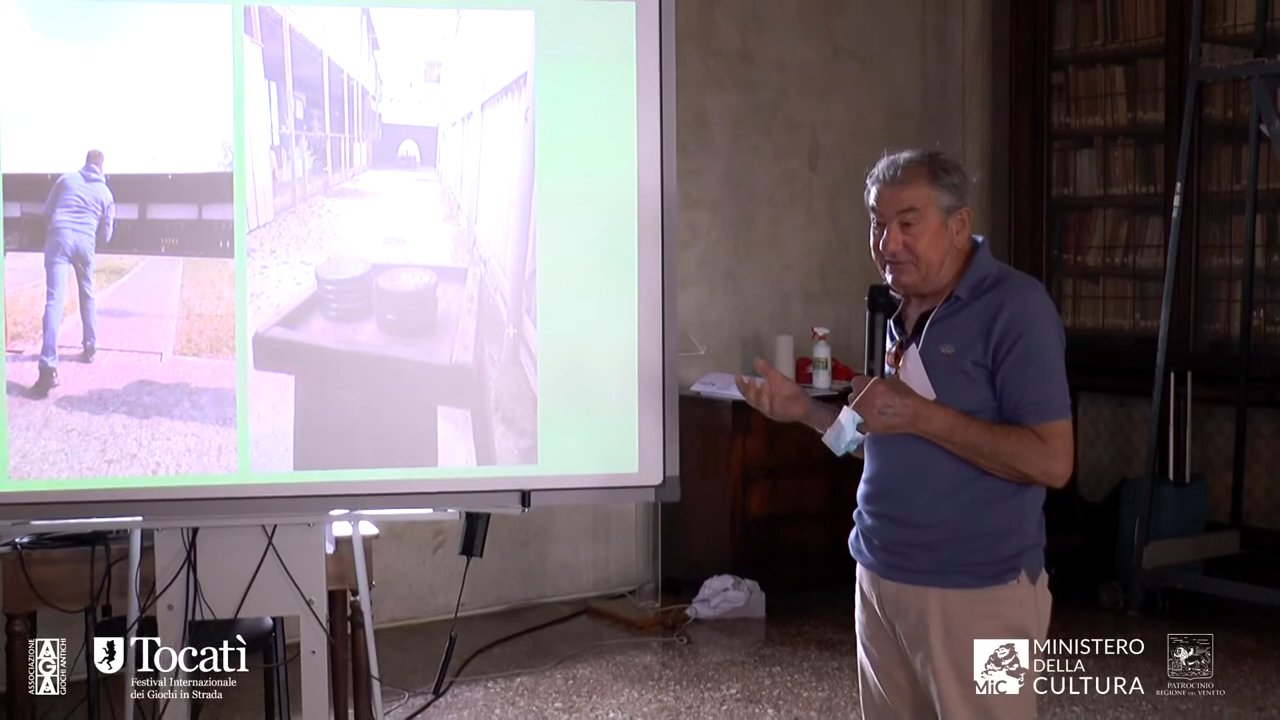 ASSOCIAZIONE
AGA
GIOCHI ANTICHI
Tocatì
Festival Internazionale
dei Giochi in Strada
MiC
MINISTERO
DELLA
CULTURA
PATROCINIO
REGIONE DEL VENETO